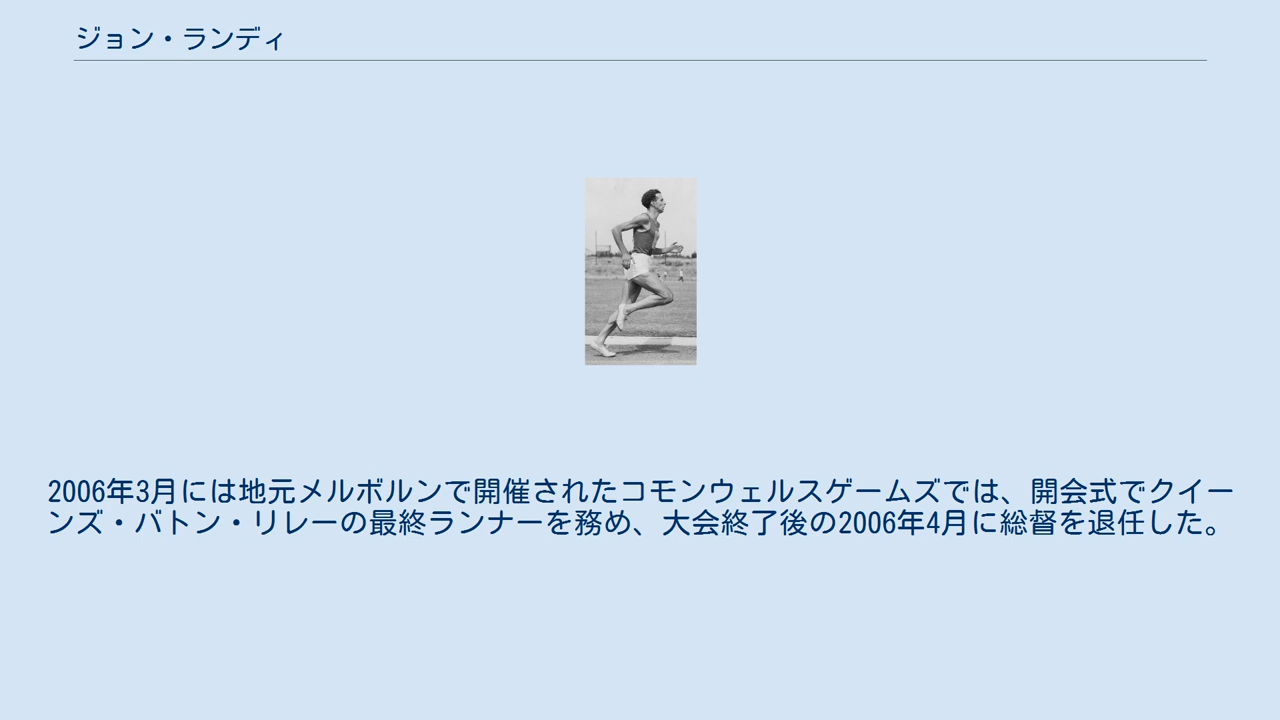 ジョン・ランディ
2006年3月には地元メルボルンで開催されたコモンウェルスゲームズでは、開会式でクイー
ンズ・バトン・リレーの最終ランナーを務め、大会終了後の2006年4月に総督を退任した。